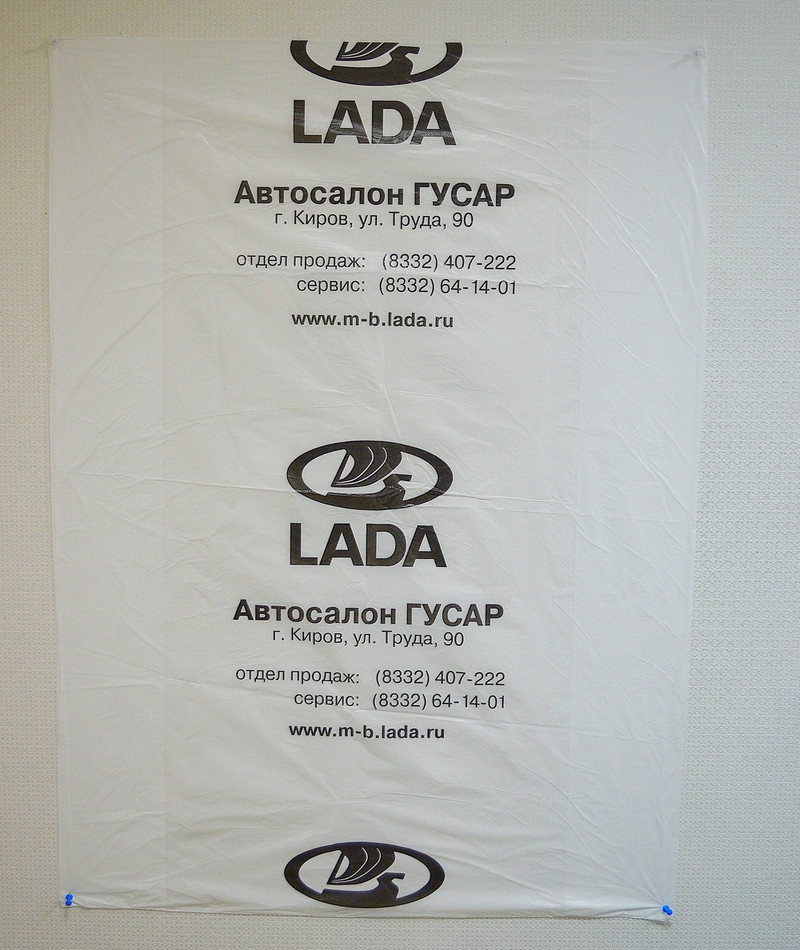 LADA
Автосалон ГУСАР
г. Киров, ул. Труда, 90
отдел продаж: (8332) 407-222
сервис: (8332) 64-14-01
www.m-b.lada.ru
LADA
Автосалон ГУСАР
г. Киров, ул. Труда, 90
отдел продаж: (8332) 407-222
сервис: (8332) 64-14-01
www.m-b.lada.ru